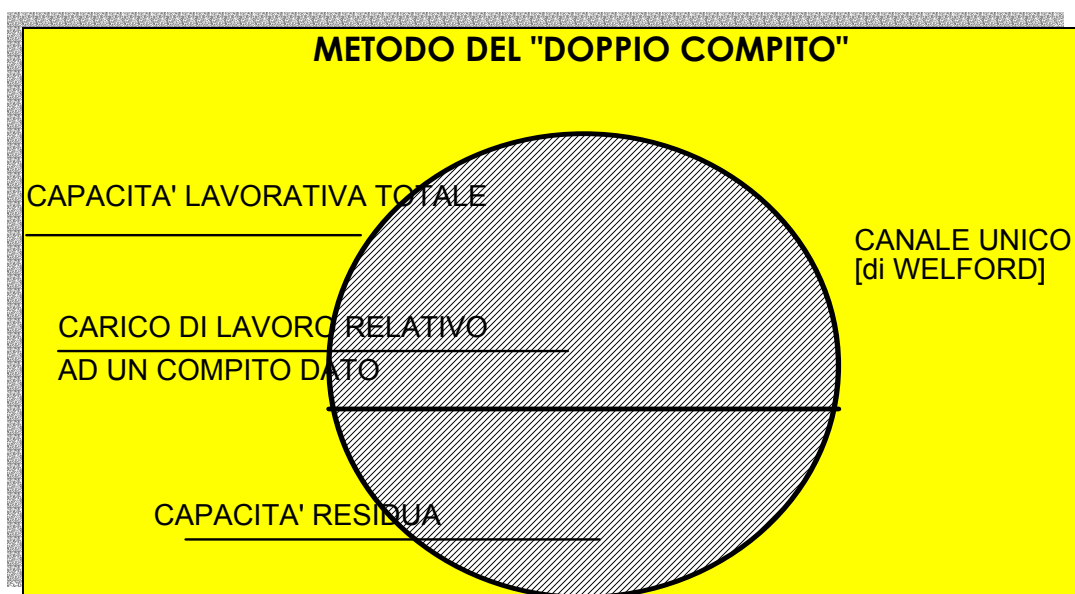 METODO DEL "DOPPIO COMPITO"
CAPACITA' LAVORATIVA TOTALE
CANALE UNICO
[di WELFORD]
CARICO DI LAVORO RELATIVO
AD UN COMPITO DATO
CAPACITA' RESIDUA